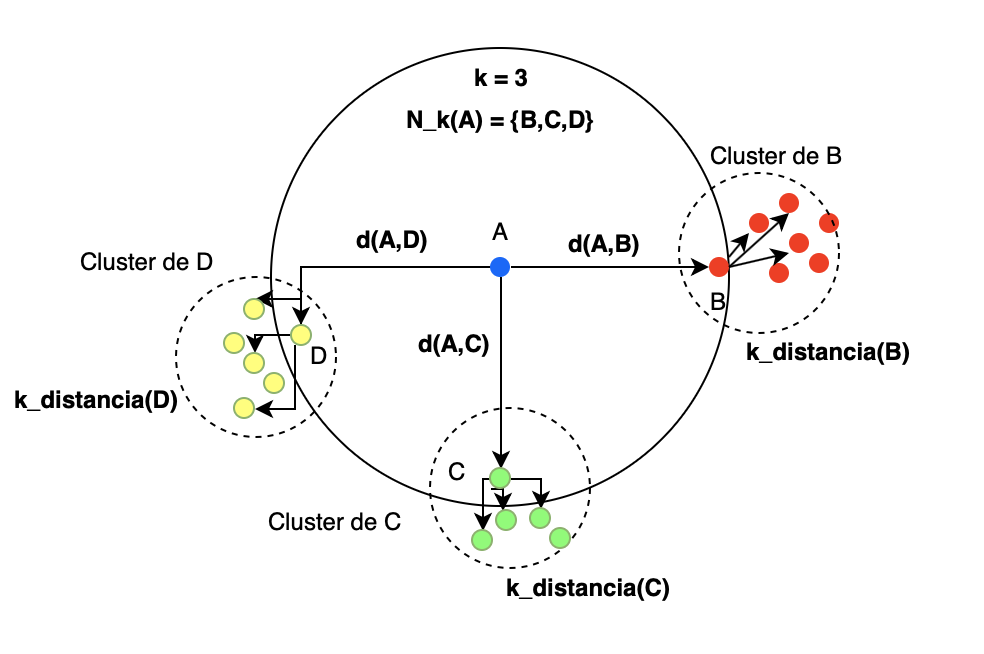 k = 3
N_k(A) = {B,C,D}
Cluster de B
A
d(A,D)
d(A,B)
Cluster de D
B
d(A,C)
D
k_distancia(B)
k_distancia(D)
C
Cluster de C
k_distancia(C)